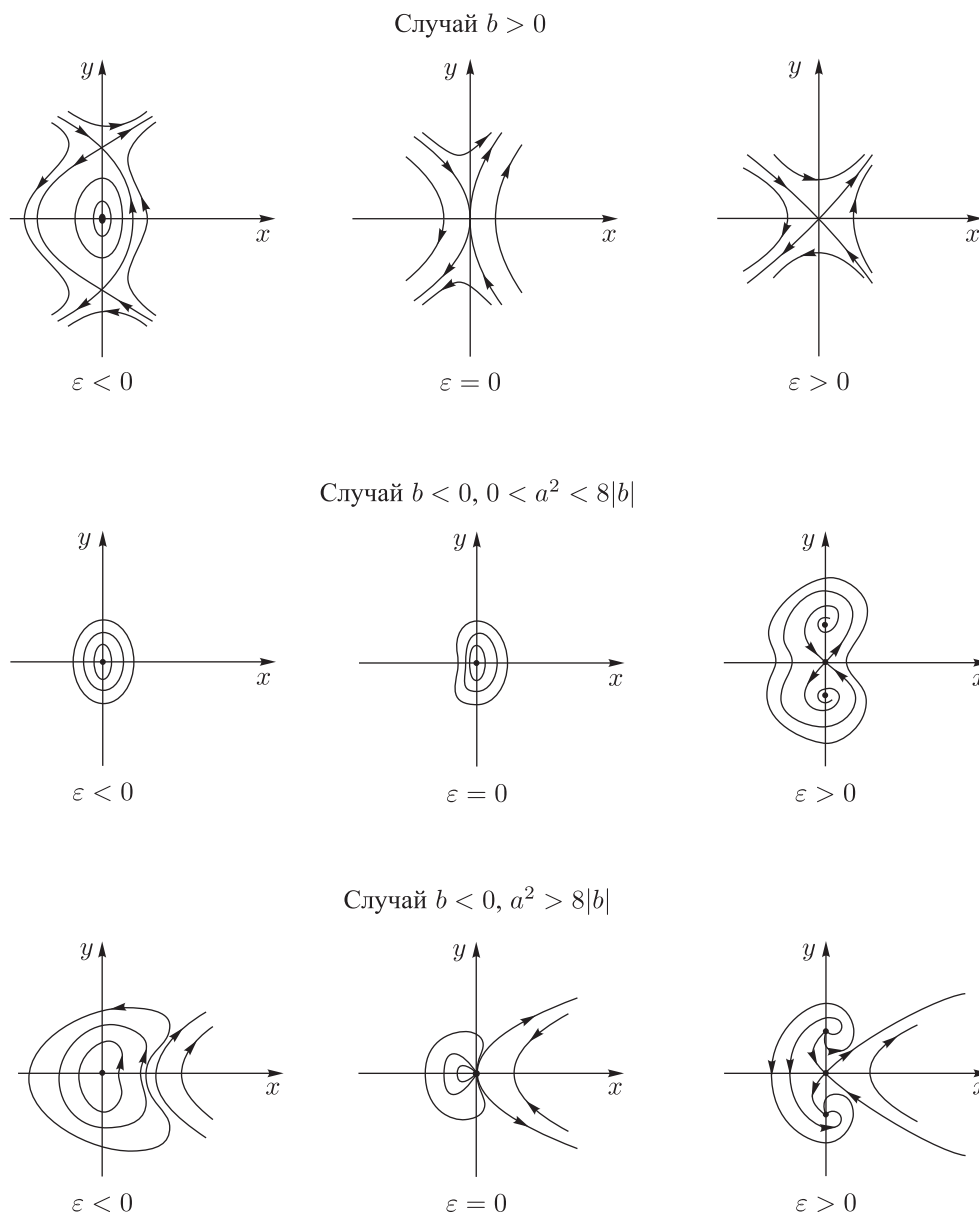 Случай b > 0
y y y
x x x
ε < 0 ε = 0 ε > 0
Случай b < 0, 0 < a² < 8|b|
y y y
x x x
ε < 0 ε = 0 ε > 0
Случай b < 0, a² > 8|b|
y y y
x x x
ε < 0 ε = 0 ε > 0